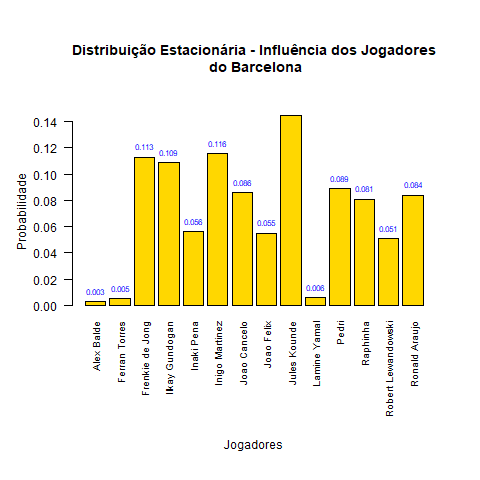 Distribuição Estacionária - Influência dos Jogadores
do Barcelona
Probabilidade
0.14
0.12
0.10
0.08
0.06
0.04
0.02
0.00
0.003
0.005
0.113
0.109
0.056
0.116
0.086
0.055
0.006
0.089
0.081
0.051
0.084
Alex Balde
Ferran Torres
Frenkie de Jong
Ilkay Gundogan
Inaki Pena
Inigo Martinez
Joao Cancelo
Joao Felix
Jules Kounde
Lamine Yamal
Pedri
Raphinha
Robert Lewandowski
Ronald Araujo
Jogadores